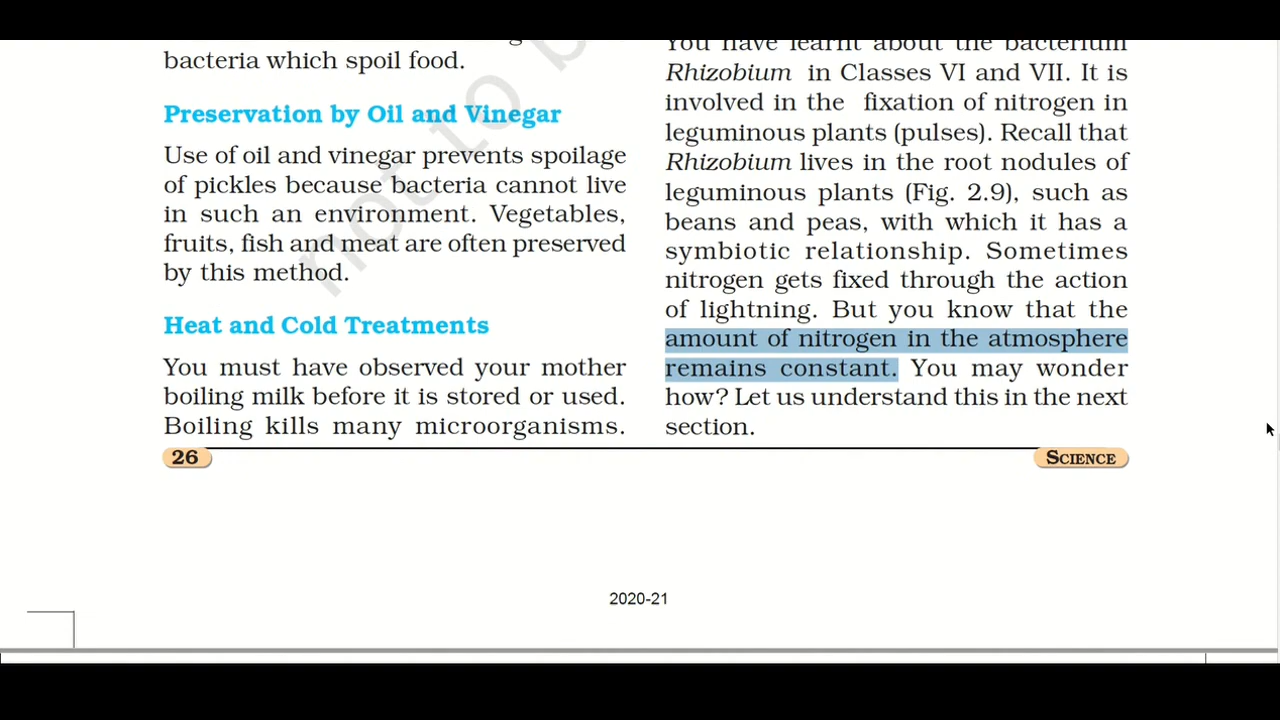 bacteria which spoil food.
Preservation by Oil and Vinegar
Use of oil and vinegar prevents spoilage
of pickles because bacteria cannot live
in such an environment. Vegetables,
fruits, fish and meat are often preserved
by this method.
Heat and Cold Treatments
You must have observed your mother
boiling milk before it is stored or used.
Boiling kills many microorganisms.
You have learnt about the bacterium
Rhizobium in Classes VI and VII. It is
involved in the fixation of nitrogen in
leguminous plants (pulses). Recall that
Rhizobium lives in the root nodules of
leguminous plants (Fig. 2.9), such as
beans and peas, with which it has a
symbiotic relationship. Sometimes
nitrogen gets fixed through the action
of lightning. But you know that the
amount of nitrogen in the atmosphere
remains constant. You may wonder
how? Let us understand this in the next
section.
26
SCIENCE
2020-21
not to b